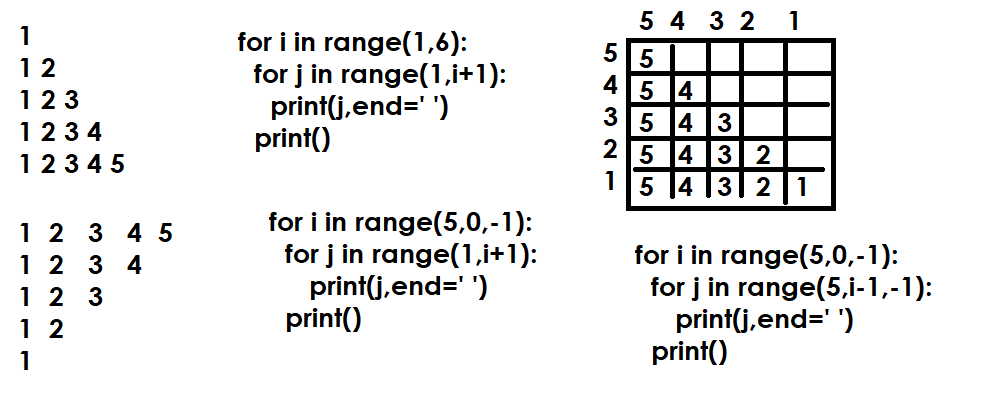 1
1 2
1 2 3
1 2 3 4
1 2 3 4 5
for i in range(1,6):
for j in range(1,i+1):
print(j,end=' ')
print()
5 4 3 2 1
5 5
4 5 4
3 5 4 3
2 5 4 3 2
1 5 4 3 2 1
1 2 3 4 5
1 2 3 4
1 2 3
1 2
1
for i in range(5,0,-1):
for j in range(1,i+1):
print(j,end=' ')
print()
for i in range(5,0,-1):
for j in range(5,i-1,-1):
print(j,end=' ')
print()